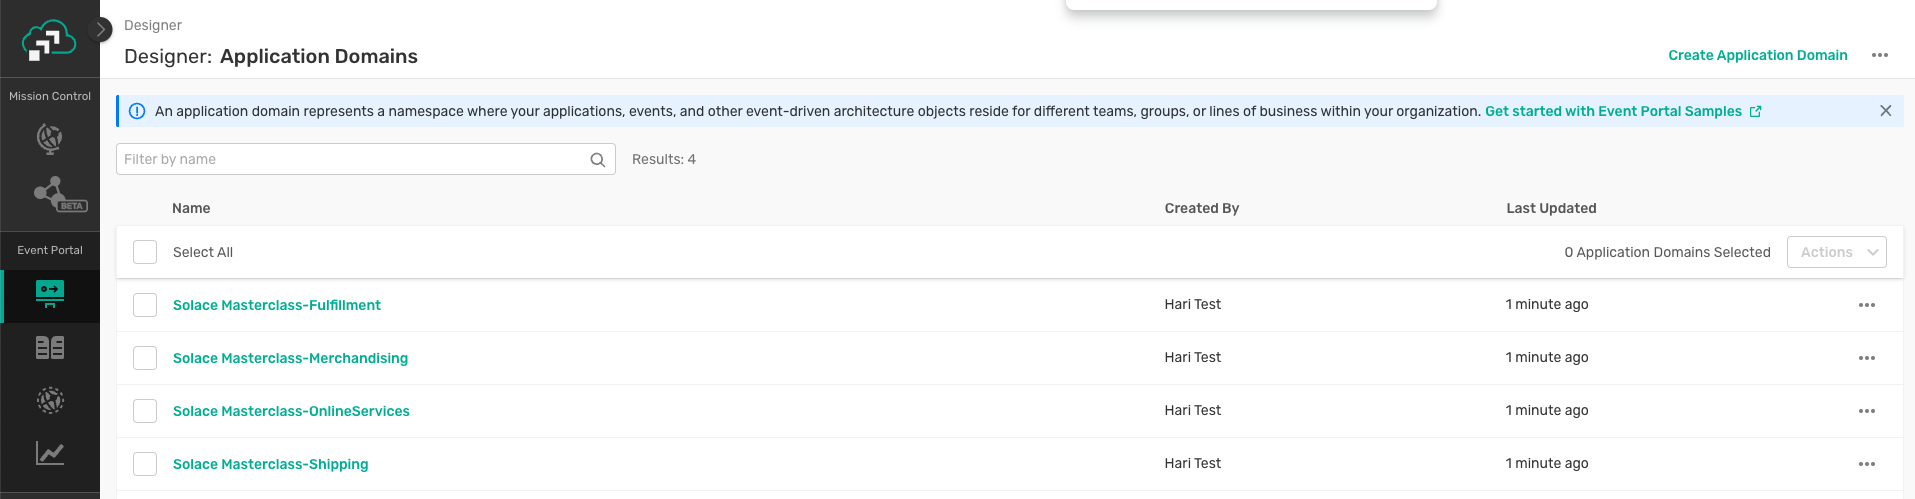 Designer
Designer: Application Domains
Create Application Domain
Mission Control
An application domain represents a namespace where your applications, events, and other event-driven architecture objects reside for different teams, groups, or lines of business within your organization. Get started with Event Portal Samples
Filter by name
Results: 4
BETA
Name Created By Last Updated
Event Portal
Select All 0 Application Domains Selected Actions
Solace Masterclass-Fulfillment Hari Test 1 minute ago
Solace Masterclass-Merchandising Hari Test 1 minute ago
Solace Masterclass-OnlineServices Hari Test 1 minute ago
Solace Masterclass-Shipping Hari Test 1 minute ago